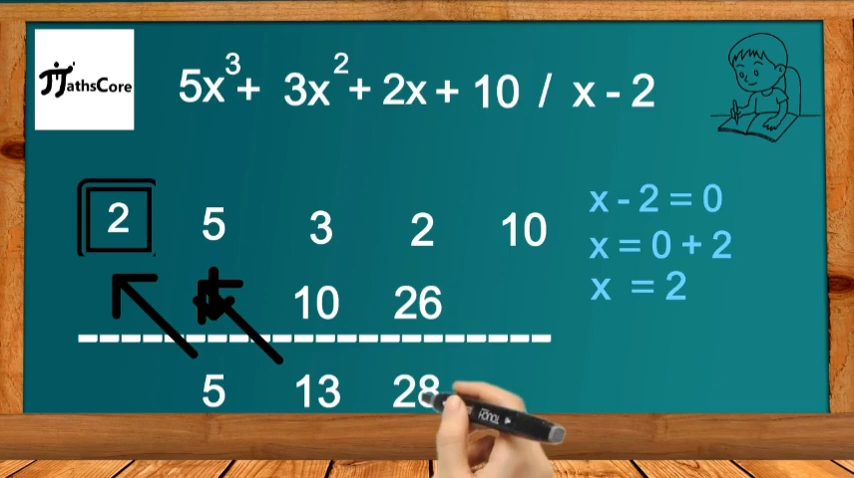 πathsCore
5x³+ 3x²+ 2x + 10 / x - 2
2 5 3 2 10
10 26
5 13 28
x - 2 = 0
x = 0 + 2
x = 2